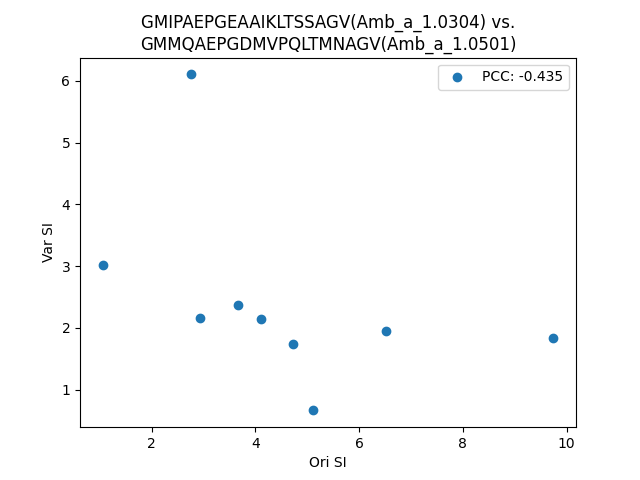 GMIPAEPGEAAIKLTSSAGV(Amb_a_1.0304) vs.
GMMQAEPGDMVPQLTMNAGV(Amb_a_1.0501)
PCC: -0.435
6
5
4
3
2
1
Var SI
2
4
6
8
10
Ori SI